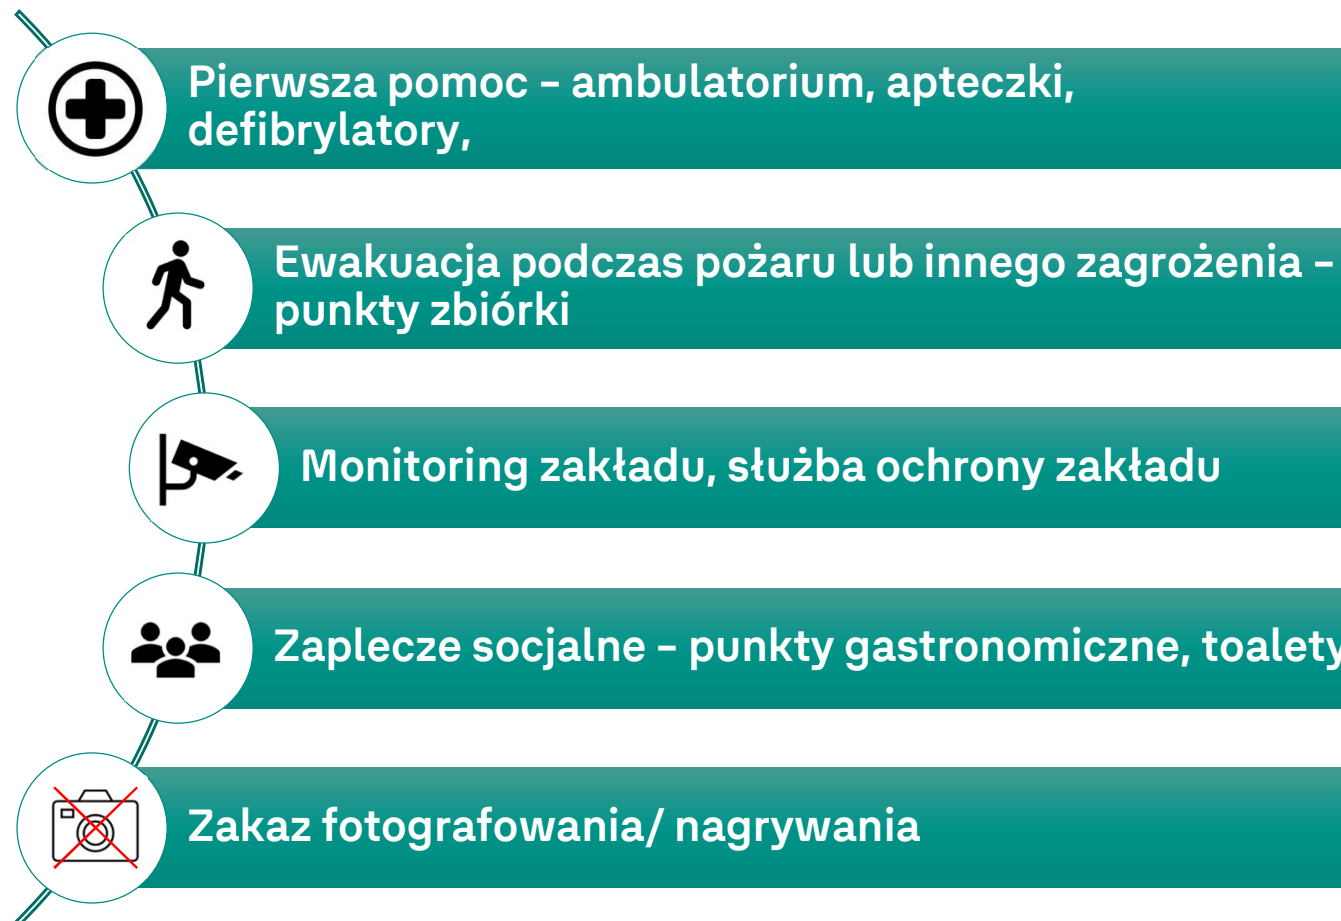 Pierwsza pomoc – ambulatorium, apteczki,
defibrylatory,
Ewakuacja podczas pożaru lub innego zagrożenia –
punkty zbiórki
Monitoring zakładu, służba ochrony zakładu
Zaplecze socjalne – punkty gastronomiczne, toalety
Zakaz fotografowania/ nagrywania